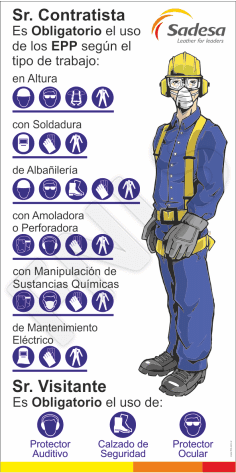 Sr. Contratista
Es Obligatorio el uso
de los EPP según el
tipo de trabajo:
Sadesa
Leather for leaders
en Altura
con Soldadura
de Albañilería
con Amoladora
o Perforadora
con Manipulación de
Sustancias Químicas
de Mantenimiento
Eléctrico
Sr. Visitante
Es Obligatorio el uso de:
Protector
Auditivo
Calzado de
Seguridad
Protector
Ocular